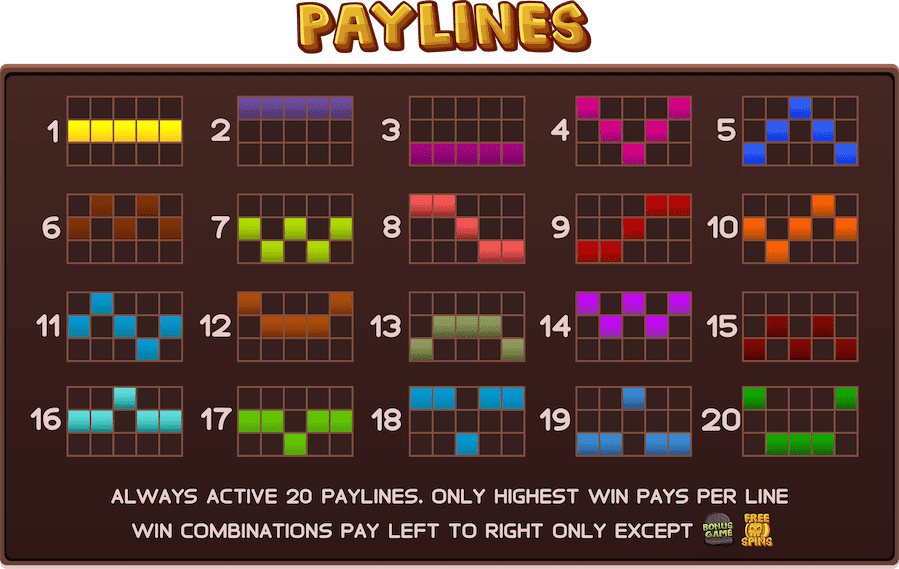 PAYLINES
1 2 3 4 5
6 7 8 9 10
11 12 13 14 15
16 17 18 19 20
ALWAYS ACTIVE 20 PAYLINES. ONLY HIGHEST WIN PAYS PER LINE
WIN COMBINATIONS PAY LEFT TO RIGHT ONLY EXCEPT BONUS GAME FREE SPINS